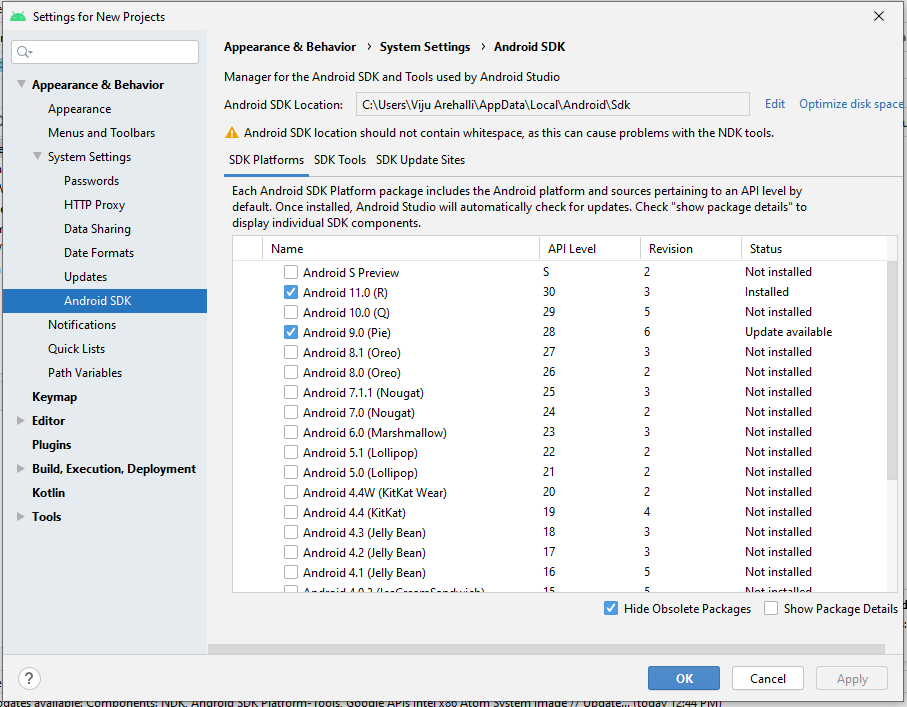 Settings for New Projects
Appearance & Behavior
Appearance
Menus and Toolbars
System Settings
Passwords
HTTP Proxy
Data Sharing
Date Formats
Updates
Android SDK
Notifications
Quick Lists
Path Variables
Keymap
Editor
Plugins
Build, Execution, Deployment
Kotlin
Tools
Appearance & Behavior › System Settings › Android SDK
Manager for the Android SDK and Tools used by Android Studio
Android SDK Location: C:\Users\Viju Arehalli\AppData\Local\Android\Sdk Edit Optimize disk space
Android SDK location should not contain whitespace, as this can cause problems with the NDK tools.
SDK Platforms SDK Tools SDK Update Sites
Each Android SDK Platform package includes the Android platform and sources pertaining to an API level by
default. Once installed, Android Studio will automatically check for updates. Check "show package details" to
display individual SDK components.
Name API Level Revision Status
Android S Preview S 2 Not installed
Android 11.0 (R) 30 3 Installed
Android 10.0 (Q) 29 5 Not installed
Android 9.0 (Pie) 28 6 Update available
Android 8.1 (Oreo) 27 3 Not installed
Android 8.0 (Oreo) 26 2 Not installed
Android 7.1.1 (Nougat) 25 3 Not installed
Android 7.0 (Nougat) 24 2 Not installed
Android 6.0 (Marshmallow) 23 3 Not installed
Android 5.1 (Lollipop) 22 2 Not installed
Android 5.0 (Lollipop) 21 2 Not installed
Android 4.4W (KitKat Wear) 20 2 Not installed
Android 4.4 (KitKat) 19 4 Not installed
Android 4.3 (Jelly Bean) 18 3 Not installed
Android 4.2 (Jelly Bean) 17 3 Not installed
Android 4.1 (Jelly Bean) 16 5 Not installed
Android 4.0.3 (IceCreamSandwich) 15 5 Not installed
Hide Obsolete Packages Show Package Details
? OK Cancel Apply
dates available: Components: NDK, Android SDK Platform-Tools, Google APIs Intel x86 Atom System Image // Update... (today 12:44 PM)